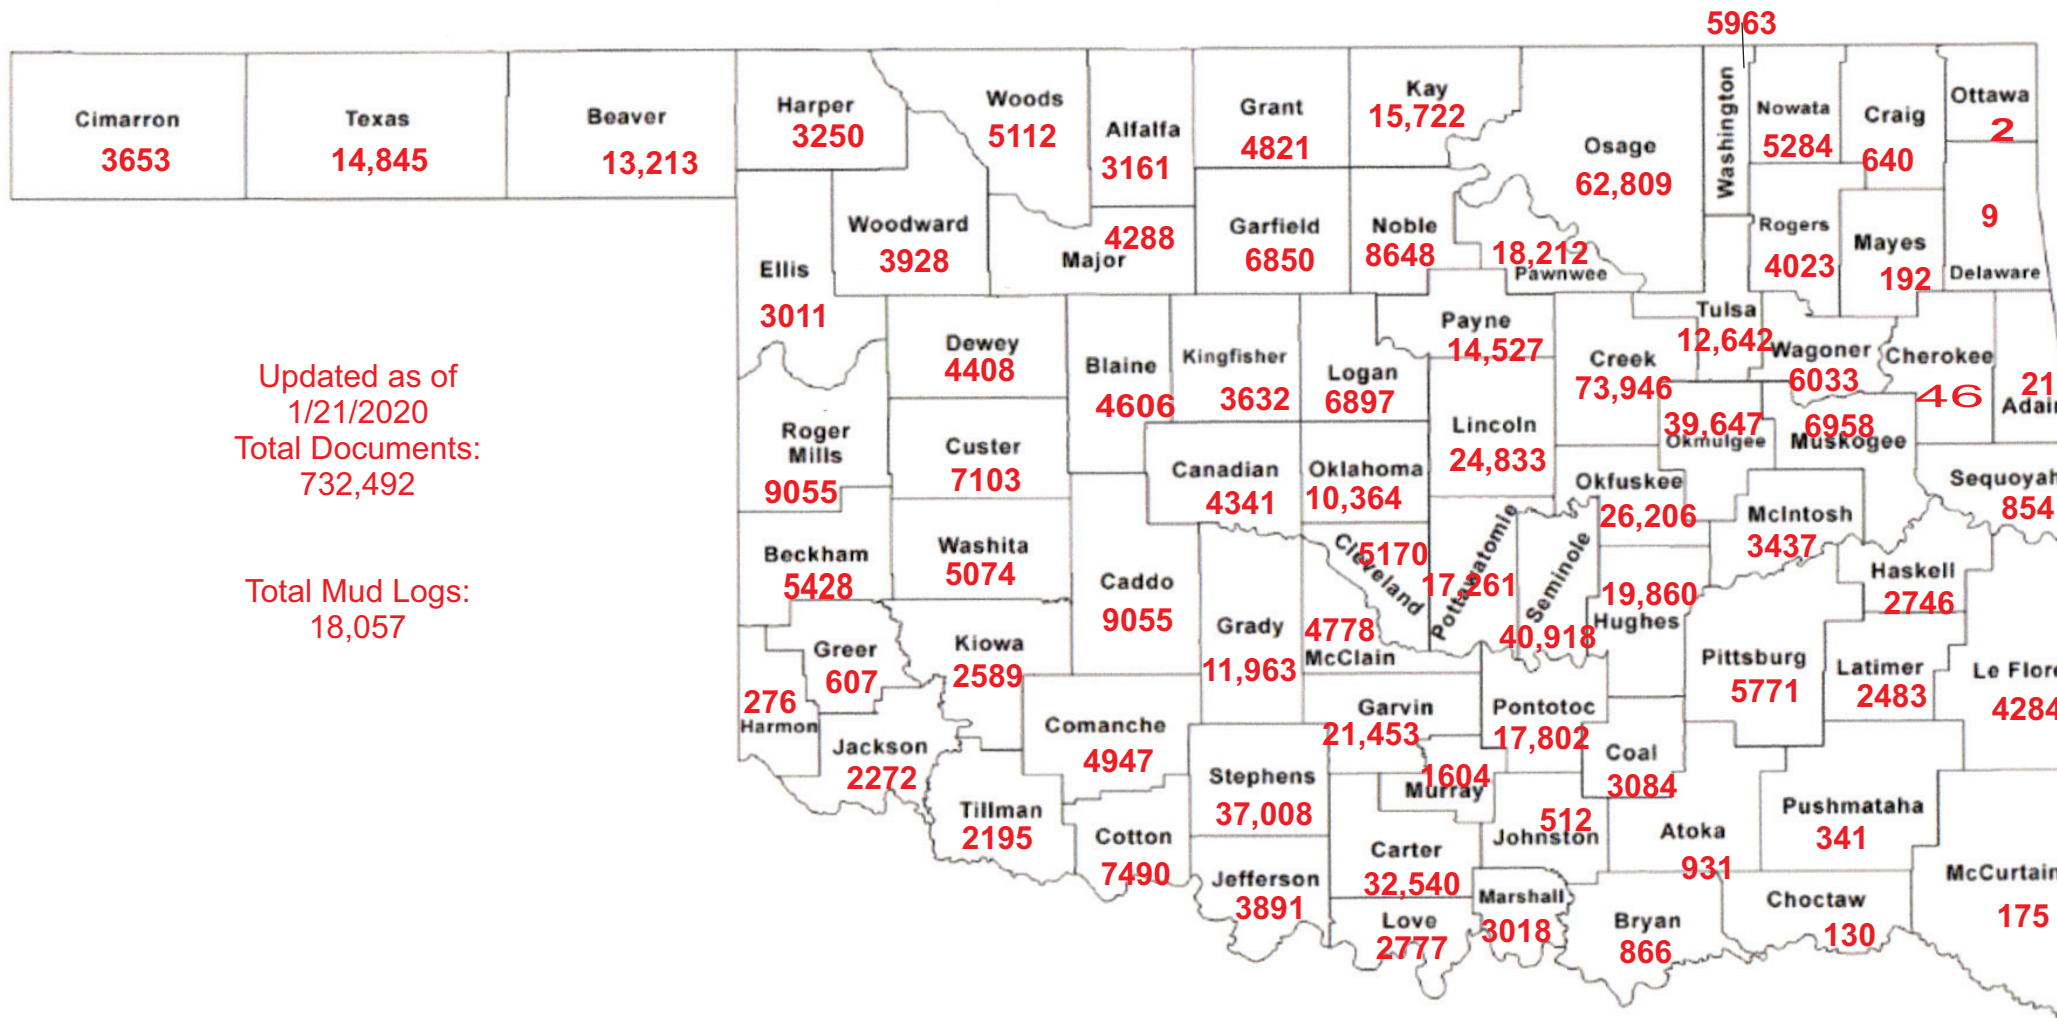 5963
Cimarron
3653
Texas
14,845
Beaver
13,213
Harper
3250
Woods
5112
Alfalfa
3161
Grant
4821
Kay
15,722
Osage
62,809
Washington
Nowata
5284
Craig
640
Ottawa
2
Ellis
3011
Woodward
3928
4288
Major
Garfield
6850
Noble
8648
18,212
Pawnwee
Rogers
4023
Mayes
192
9
Delaware
Updated as of
1/21/2020
Total Documents:
732,492
Total Mud Logs:
18,057
Dewey
4408
Blaine
4606
Kingfisher
3632
Logan
6897
Payne
14,527
Creek
73,946
Tulsa
12,642
Wagoner
6033
Cherokee
46
21
Adair
Roger
Mills
9055
Custer
7103
Canadian
4341
Oklahoma
10,364
Lincoln
24,833
39,647
Okmulgee
6958
Muskogee
Okfuskee
26,206
McIntosh
3437
Sequoyah
854
Beckham
5428
Washita
5074
Caddo
9055
Grady
11,963
5170
Cleveland
17,261
Pottawatomie
Seminole
40,918
19,860
Hughes
Haskell
2746
Greer
607
Kiowa
2589
4778
McClain
Pittsburg
5771
Latimer
2483
Le Flore
4284
276
Harmon
Jackson
2272
Comanche
4947
Garvin
21,453
Pontotoc
17,802
Coal
3084
Tillman
2195
Cotton
7490
Stephens
37,008
1604
Murray
512
Johnston
Atoka
931
Pushmataha
341
Jefferson
3891
Carter
32,540
Love
2777
Marshall
3018
Bryan
866
Choctaw
130
McCurtain
175